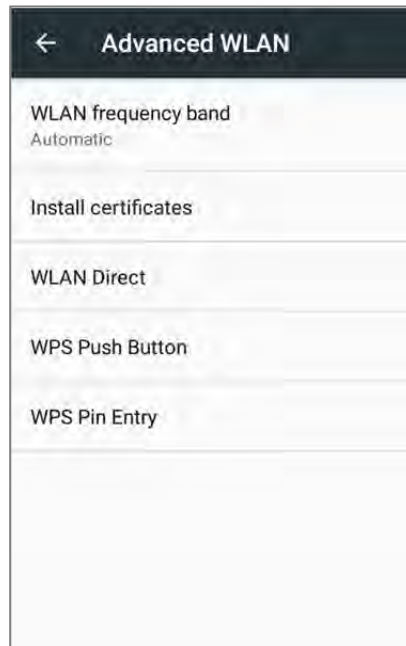 Advanced WLAN
WLAN frequency band
Automatic
Install certificates
WLAN Direct
WPS Push Button
WPS Pin Entry